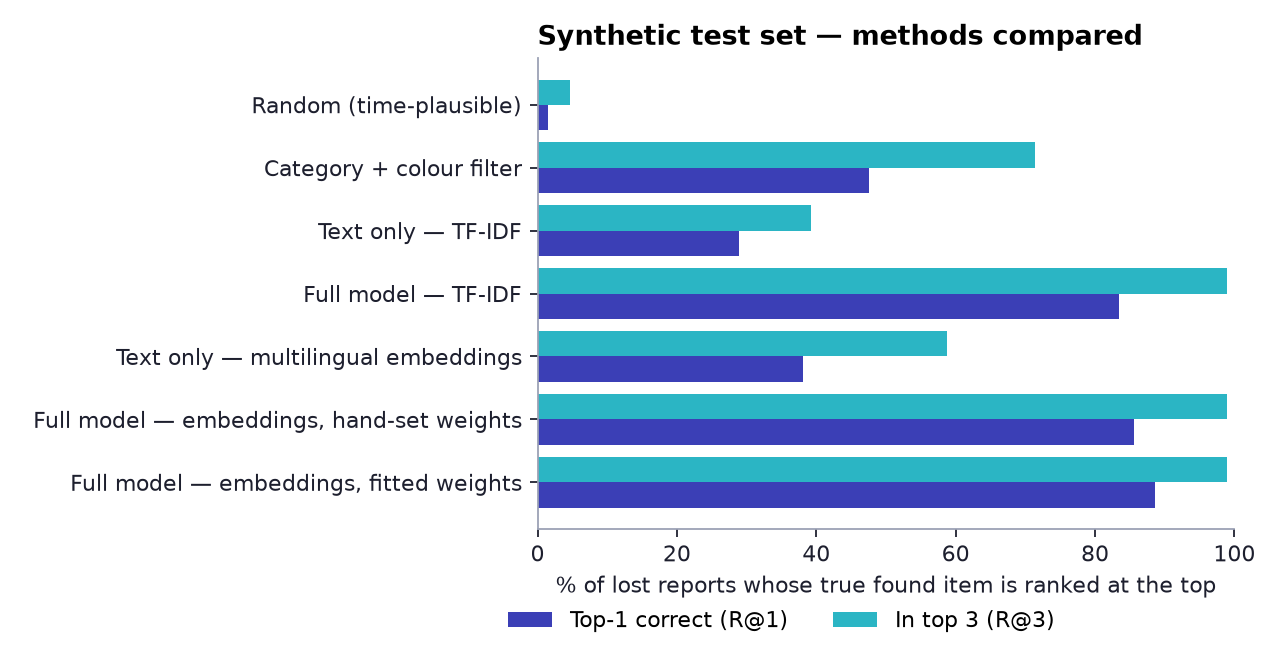 Synthetic test set — methods compared
Random (time-plausible)
Category + colour filter
Text only — TF-IDF
Full model — TF-IDF
Text only — multilingual embeddings
Full model — embeddings, hand-set weights
Full model — embeddings, fitted weights
0 20 40 60 80 100
% of lost reports whose true found item is ranked at the top
Top-1 correct (R@1) In top 3 (R@3)